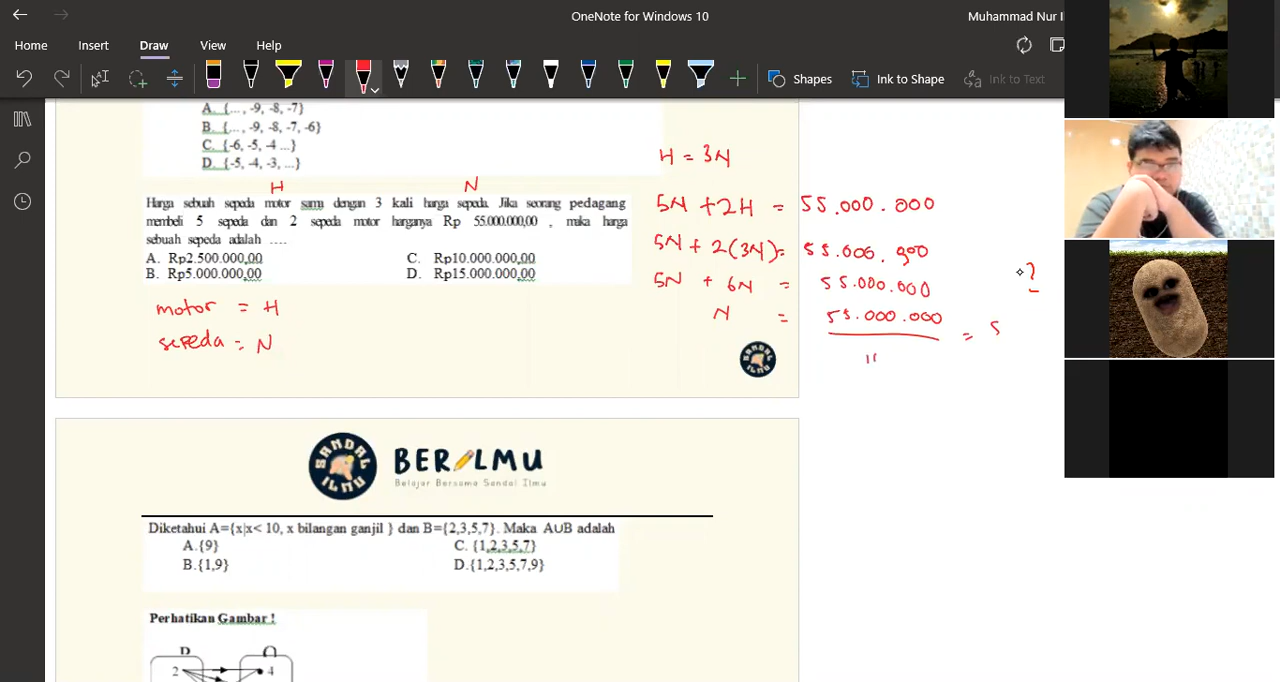 OneNote for Windows 10
Muhammad Nur I
Home Insert Draw View Help
Shapes Ink to Shape Ink to Text
A. {..., -9, -8, -7}
B. {..., -9, -8, -7, -6}
C. {-6, -5, -4 ...}
D. {-5, -4, -3, ...}
H N
Harga sebuah sepeda motor sama dengan 3 kali harga sepeda. Jika seorang pedagang
membeli 5 sepeda dan 2 sepeda motor harganya Rp 55.000.000,00 , maka harga
sebuah sepeda adalah ....
A. Rp2.500.000,00 C. Rp10.000.000,00
B. Rp5.000.000,00 D. Rp15.000.000,00
motor = H
sepeda = N
H = 3N
5N + 2H = 55.000.000
5N + 2(3N) = 55.000.000
5N + 6N = 55.000.000
N = 55.000.000 = 5
11
?
SANDAL ILMU
BERILMU
Belajar Bersama Sandal Ilmu
Diketahui A={x|x< 10, x bilangan ganjil } dan B={2,3,5,7}. Maka A∪B adalah
A.{9} C. {1,2,3,5,7}
B.{1,9} D.{1,2,3,5,7,9}
Perhatikan Gambar !
2 4